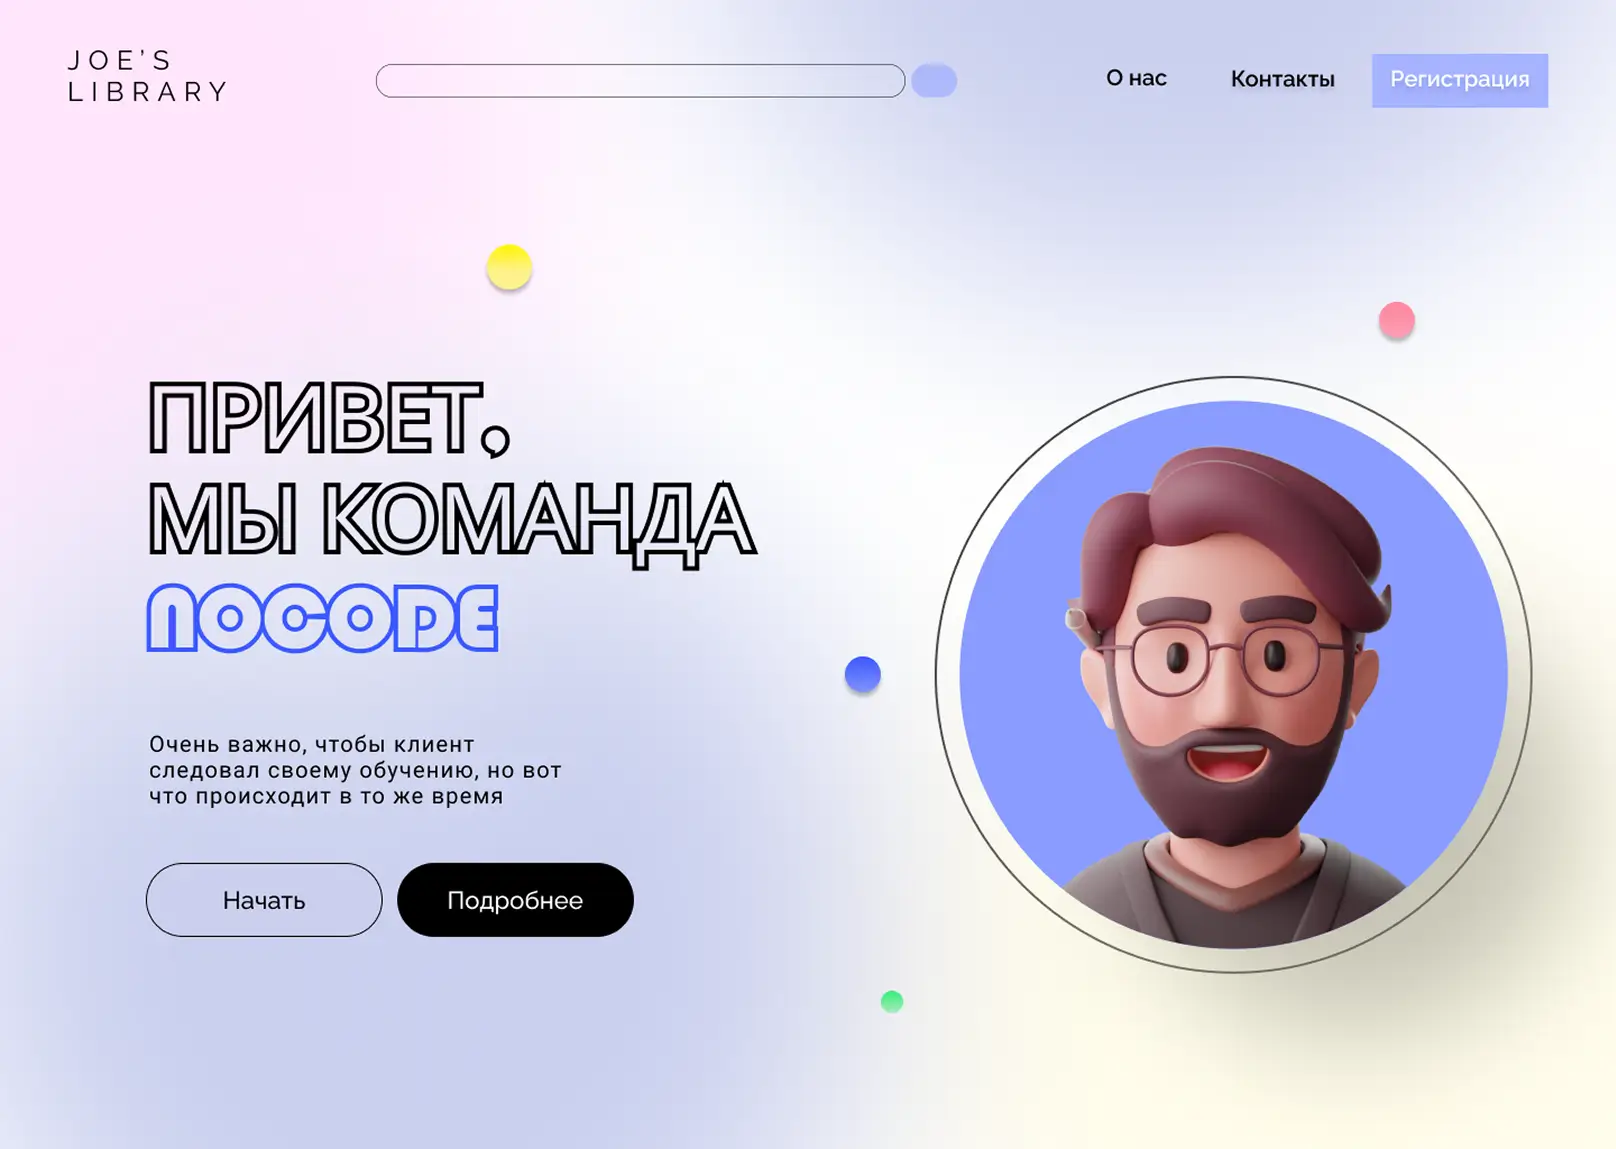 JOE'S
LIBRARY
О нас
Контакты
Регистрация
ПРИВЕТ,
МЫ КОМАНДА
NOCODE
Очень важно, чтобы клиент
следовал своему обучению, но вот
что происходит в то же время
Начать
Подробнее